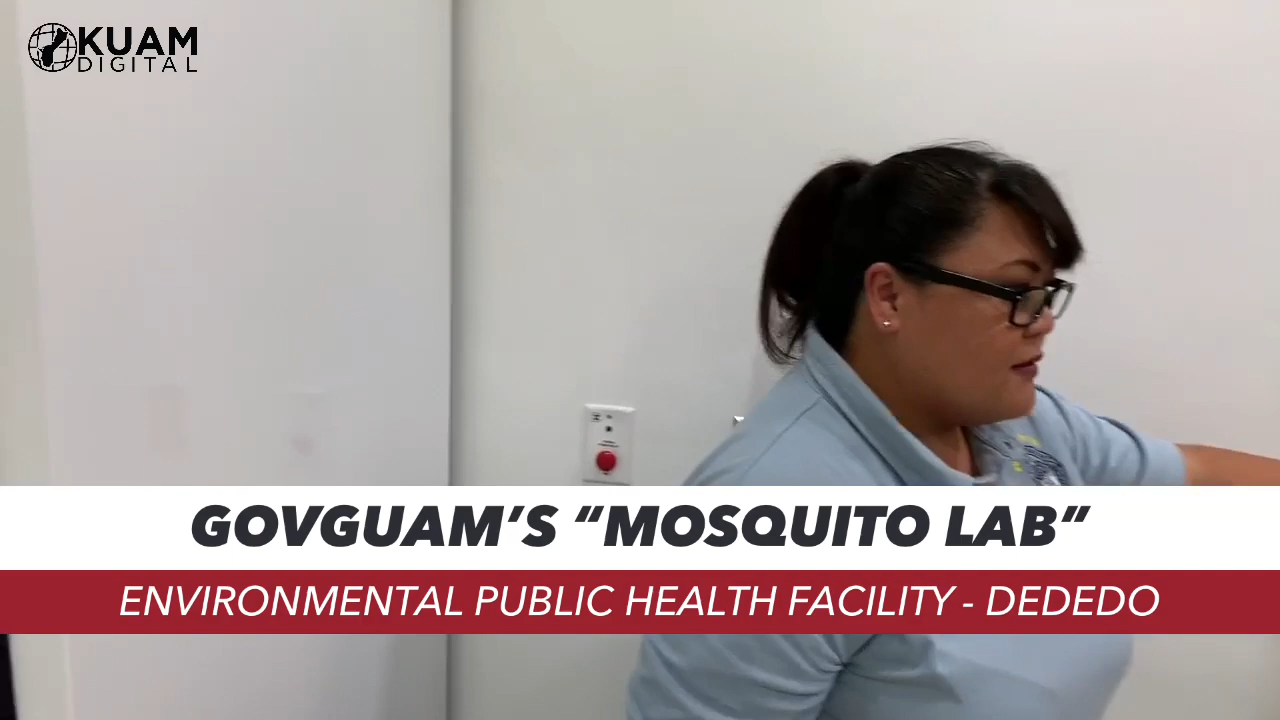 KUAM
DIGITAL
GOVGUAM’S “MOSQUITO LAB”
ENVIRONMENTAL PUBLIC HEALTH FACILITY - DEDEDO